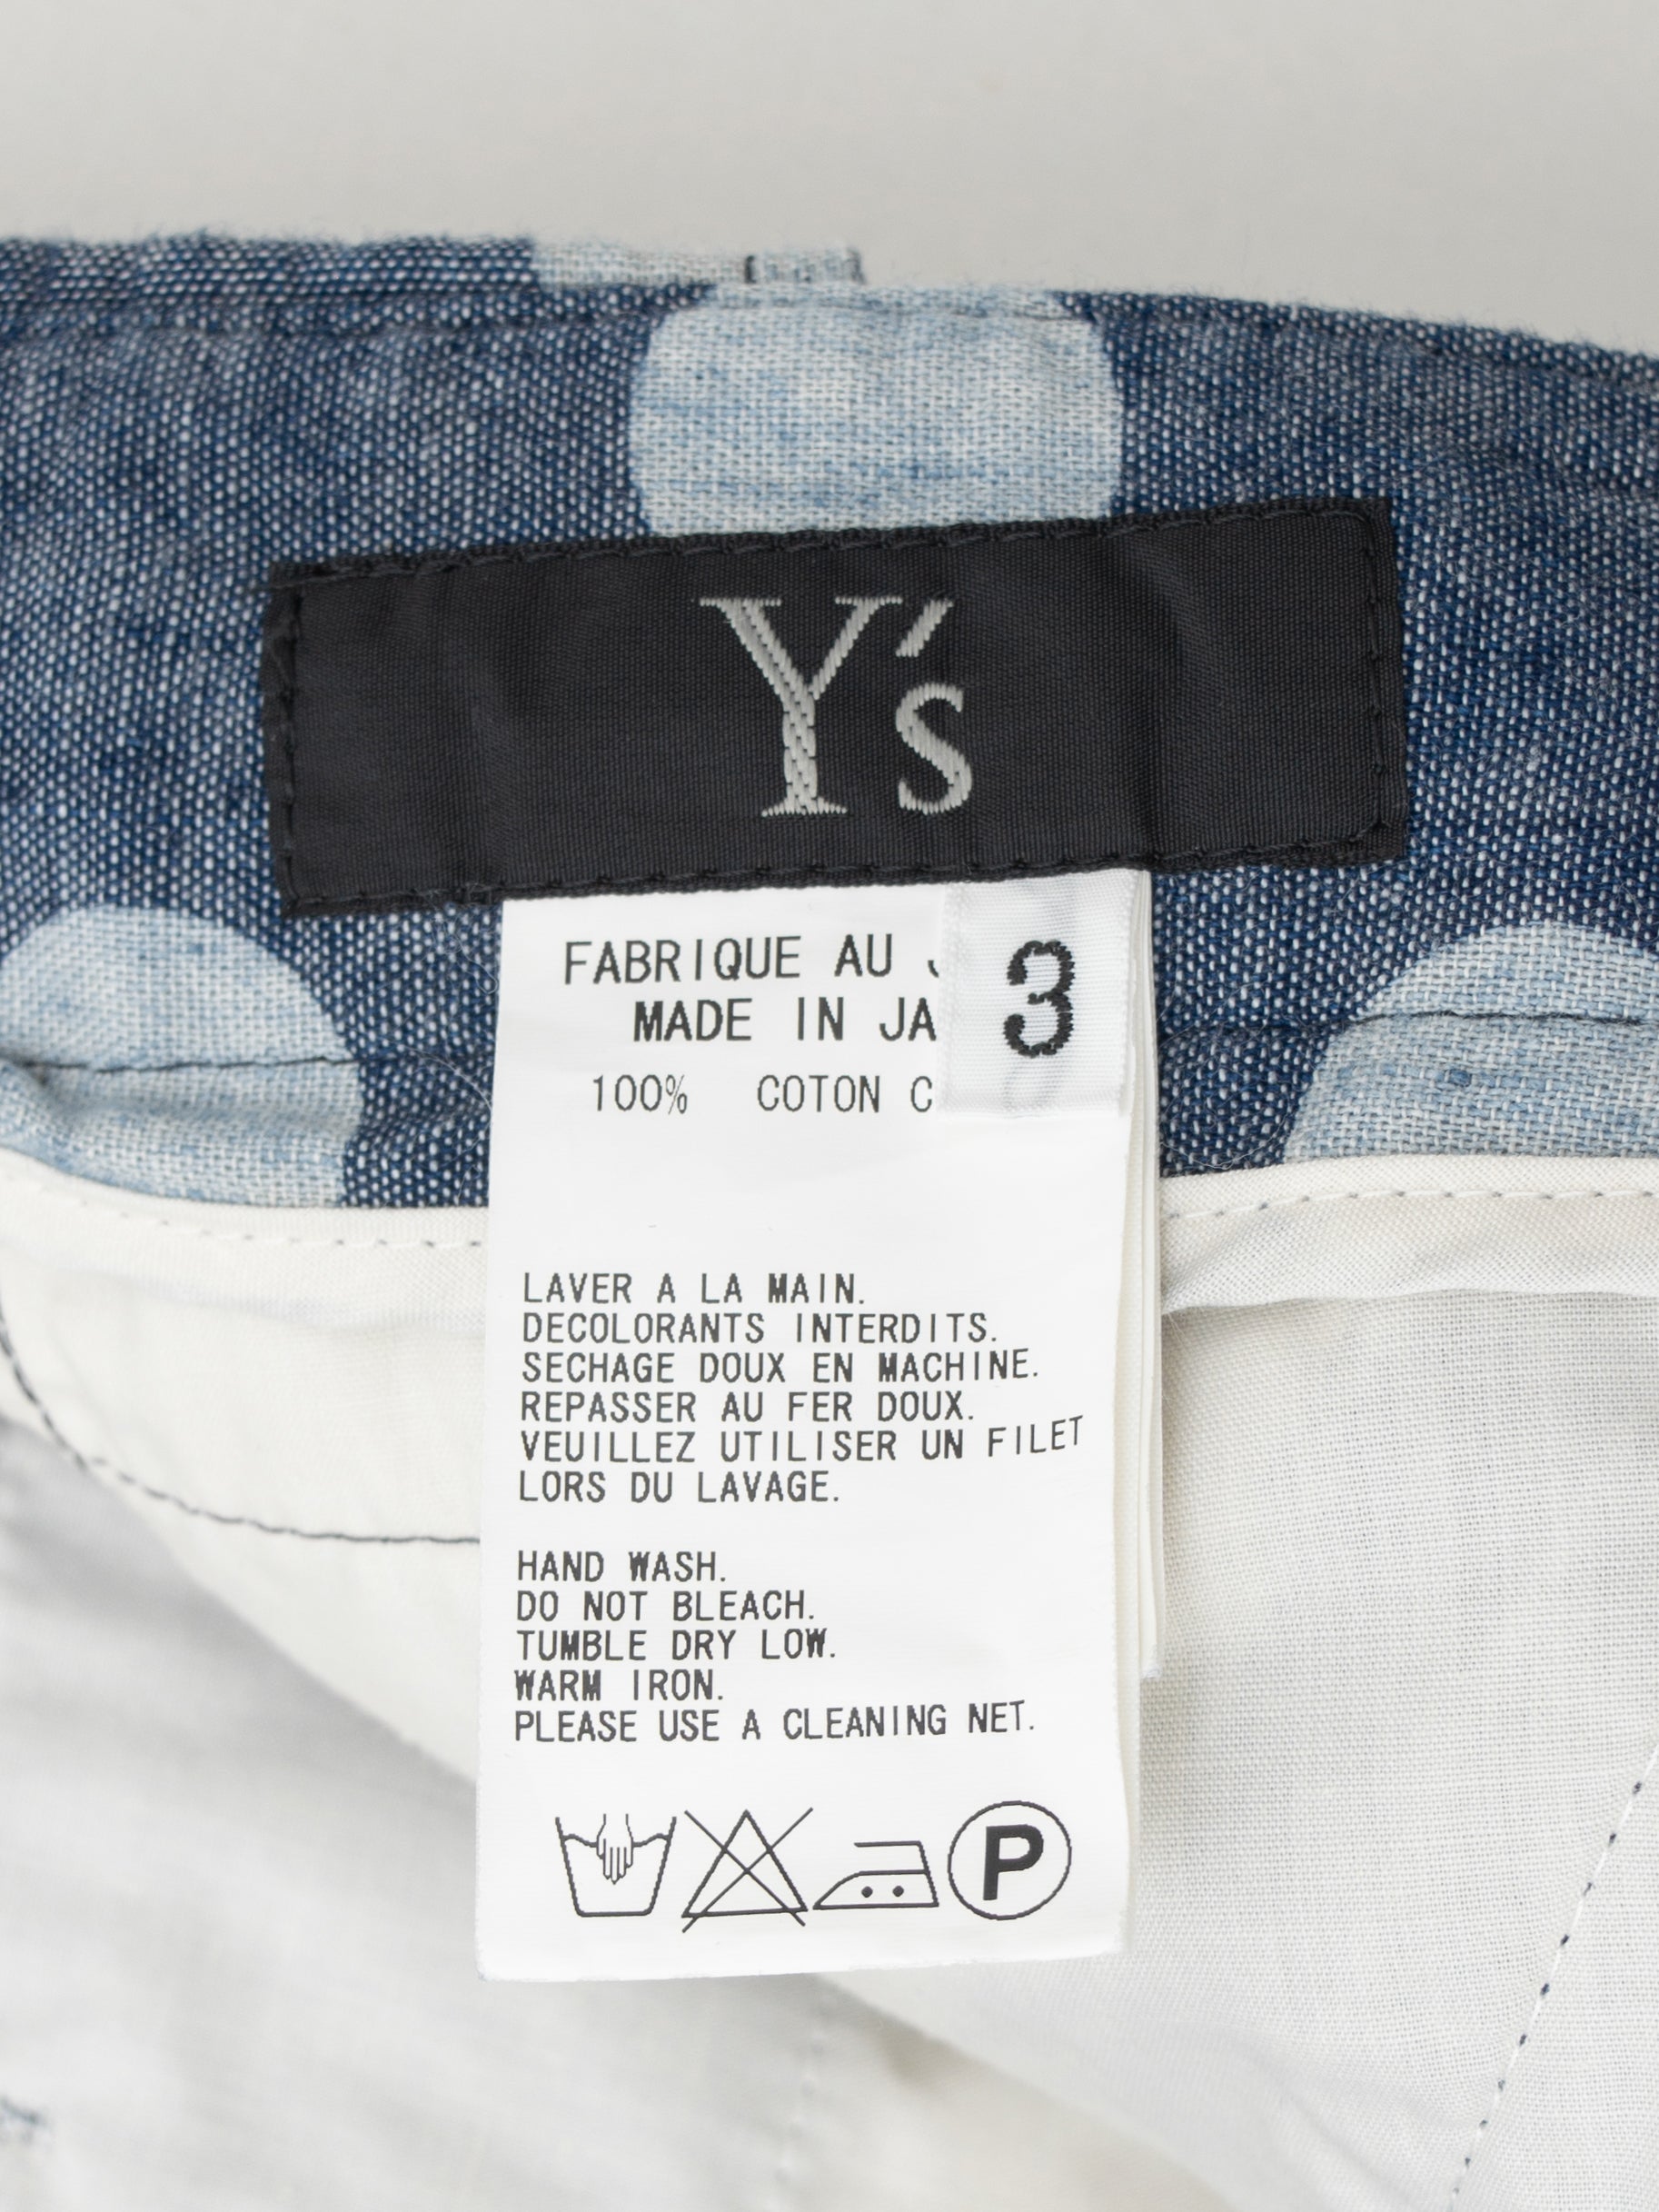 Y's
3
FABRIQUE AU
MADE IN JA
100% COTON C
LAVER A LA MAIN.
DECOLORANTS INTERDITS.
SECHAGE DOUX EN MACHINE.
REPASSER AU FER DOUX.
VEUILLEZ UTILISER UN FILET
LORS DU LAVAGE.
HAND WASH.
DO NOT BLEACH.
TUMBLE DRY LOW.
WARM IRON.
PLEASE USE A CLEANING NET.
P